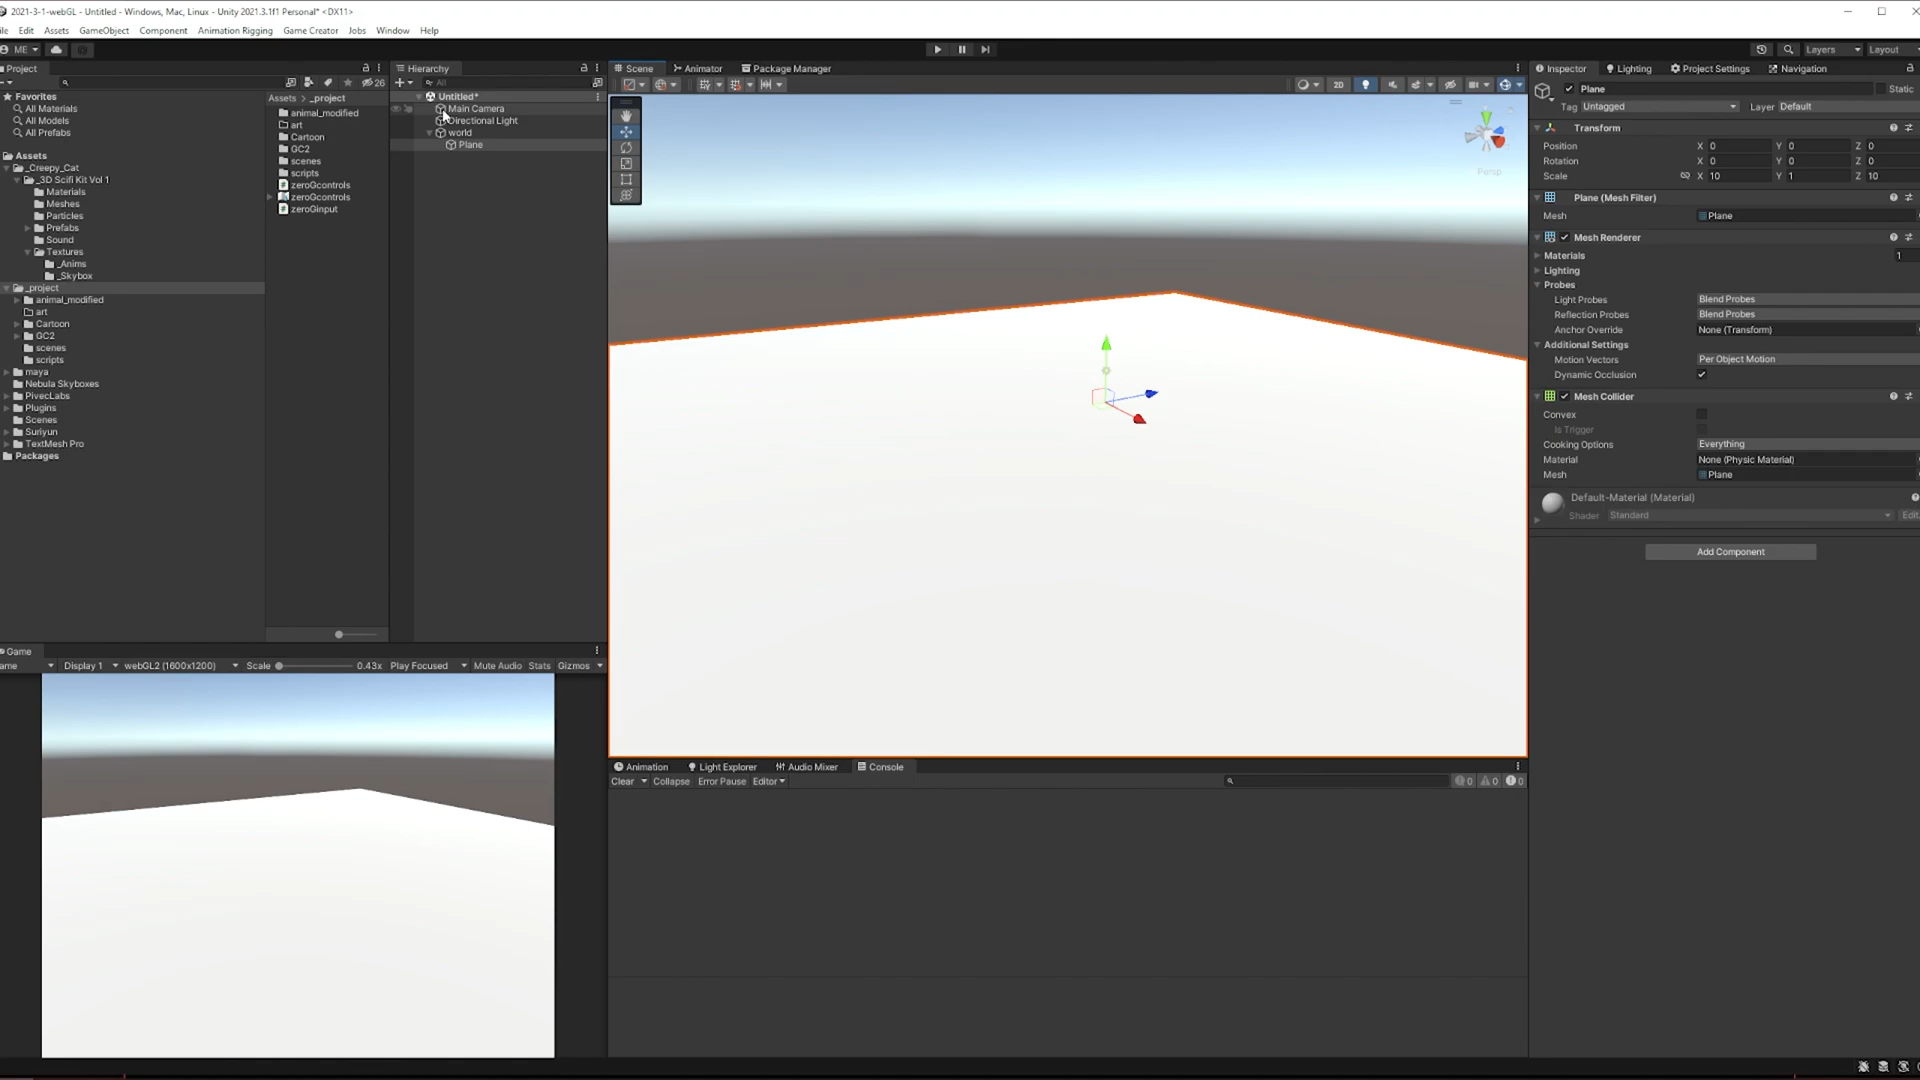 2021-3-1-webGL - Untitled - Windows, Mac, Linux - Unity 2021.3.1f1 Personal* <DX11>
ile Edit Assets GameObject Component Animation Rigging Game Creator Jobs Window Help
ME Layers Layout
Project
Favorites
All Materials
All Models
All Prefabs
Assets
_Creepy_Cat
_3D Scifi Kit Vol 1
Materials
Meshes
Particles
Prefabs
Sound
Textures
_Anims
_Skybox
_project
animal_modified
art
Cartoon
GC2
scenes
scripts
maya
Nebula Skyboxes
PivecLabs
Plugins
Scenes
Suriyun
TextMesh Pro
Packages
26
Assets _project
animal_modified
art
Cartoon
GC2
scenes
scripts
zeroGcontrols
zeroGcontrols
zeroGinput
Hierarchy
All
Untitled*
Main Camera
Directional Light
world
Plane
Scene Animator Package Manager
2D
Persp
Inspector Lighting Project Settings Navigation
Plane Static
Tag Untagged Layer Default
Transform
Position X 0 Y 0 Z 0
Rotation X 0 Y 0 Z 0
Scale X 10 Y 1 Z 10
Plane (Mesh Filter)
Mesh Plane
Mesh Renderer
Materials 1
Lighting
Probes
Light Probes Blend Probes
Reflection Probes Blend Probes
Anchor Override None (Transform)
Additional Settings
Motion Vectors Per Object Motion
Dynamic Occlusion
Mesh Collider
Convex
Is Trigger
Cooking Options Everything
Material None (Physic Material)
Mesh Plane
Default-Material (Material)
Shader Standard Edit
Add Component
Game
ame Display 1 webGL2 (1600x1200) Scale 0.43x Play Focused Mute Audio Stats Gizmos
Animation Light Explorer Audio Mixer Console
Clear Collapse Error Pause Editor 0 0 0